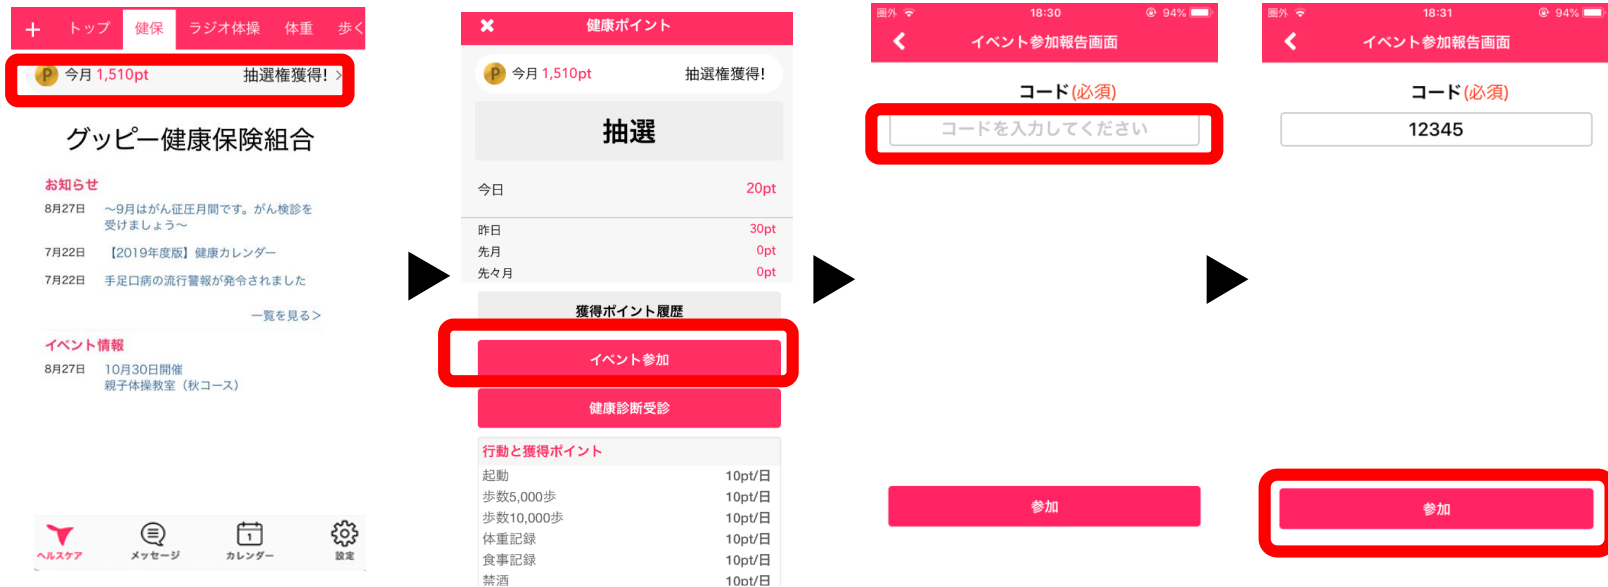 + トップ 健保 ラジオ体操 体重 歩く
P 今月 1,510pt 抽選権獲得! >
グッピー健康保険組合
お知らせ
8月27日 〜9月はがん征圧月間です。がん検診を
受けましょう〜
7月22日 【2019年度版】健康カレンダー
7月22日 手足口病の流行警報が発令されました
一覧を見る>
イベント情報
8月27日 10月30日開催
親子体操教室（秋コース）
1
ヘルスケア メッセージ カレンダー 設定
健康ポイント
P 今月 1,510pt 抽選権獲得!
抽選
今日 20pt
昨日 30pt
先月 0pt
先々月 0pt
獲得ポイント履歴
イベント参加
健康診断受診
行動と獲得ポイント
起動 10pt/日
歩数5,000歩 10pt/日
歩数10,000歩 10pt/日
体重記録 10pt/日
食事記録 10pt/日
禁酒 10pt/日
圏外 18:30 94%
イベント参加報告画面
コード(必須)
コードを入力してください
参加
圏外 18:31 94%
イベント参加報告画面
コード(必須)
12345
参加